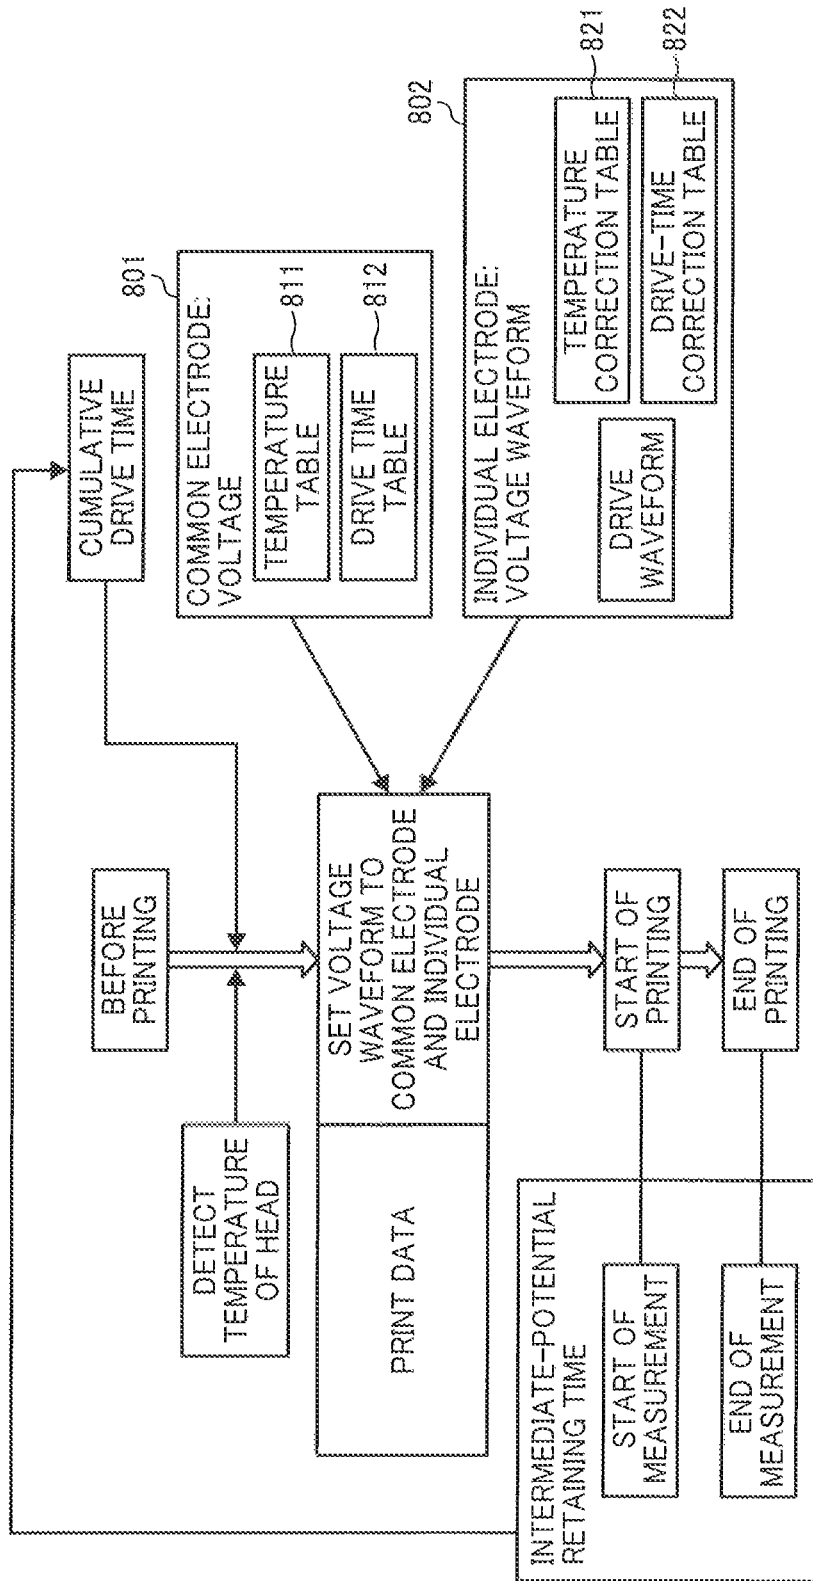 BEFORE
PRINTING
CUMULATIVE
DRIVE TIME
DETECT
TEMPERATURE
OF HEAD
801
COMMON ELECTRODE:
VOLTAGE
TEMPERATURE
TABLE
811
DRIVE TIME
TABLE
812
PRINT DATA
SET VOLTAGE
WAVEFORM TO
COMMON ELECTRODE
AND INDIVIDUAL
ELECTRODE
802
INDIVIDUAL ELECTRODE:
VOLTAGE WAVEFORM
DRIVE
WAVEFORM
TEMPERATURE
CORRECTION TABLE
821
DRIVE-TIME
CORRECTION TABLE
822
INTERMEDIATE-POTENTIAL
RETAINING TIME
START OF
MEASUREMENT
START OF
PRINTING
END OF
MEASUREMENT
END OF
PRINTING